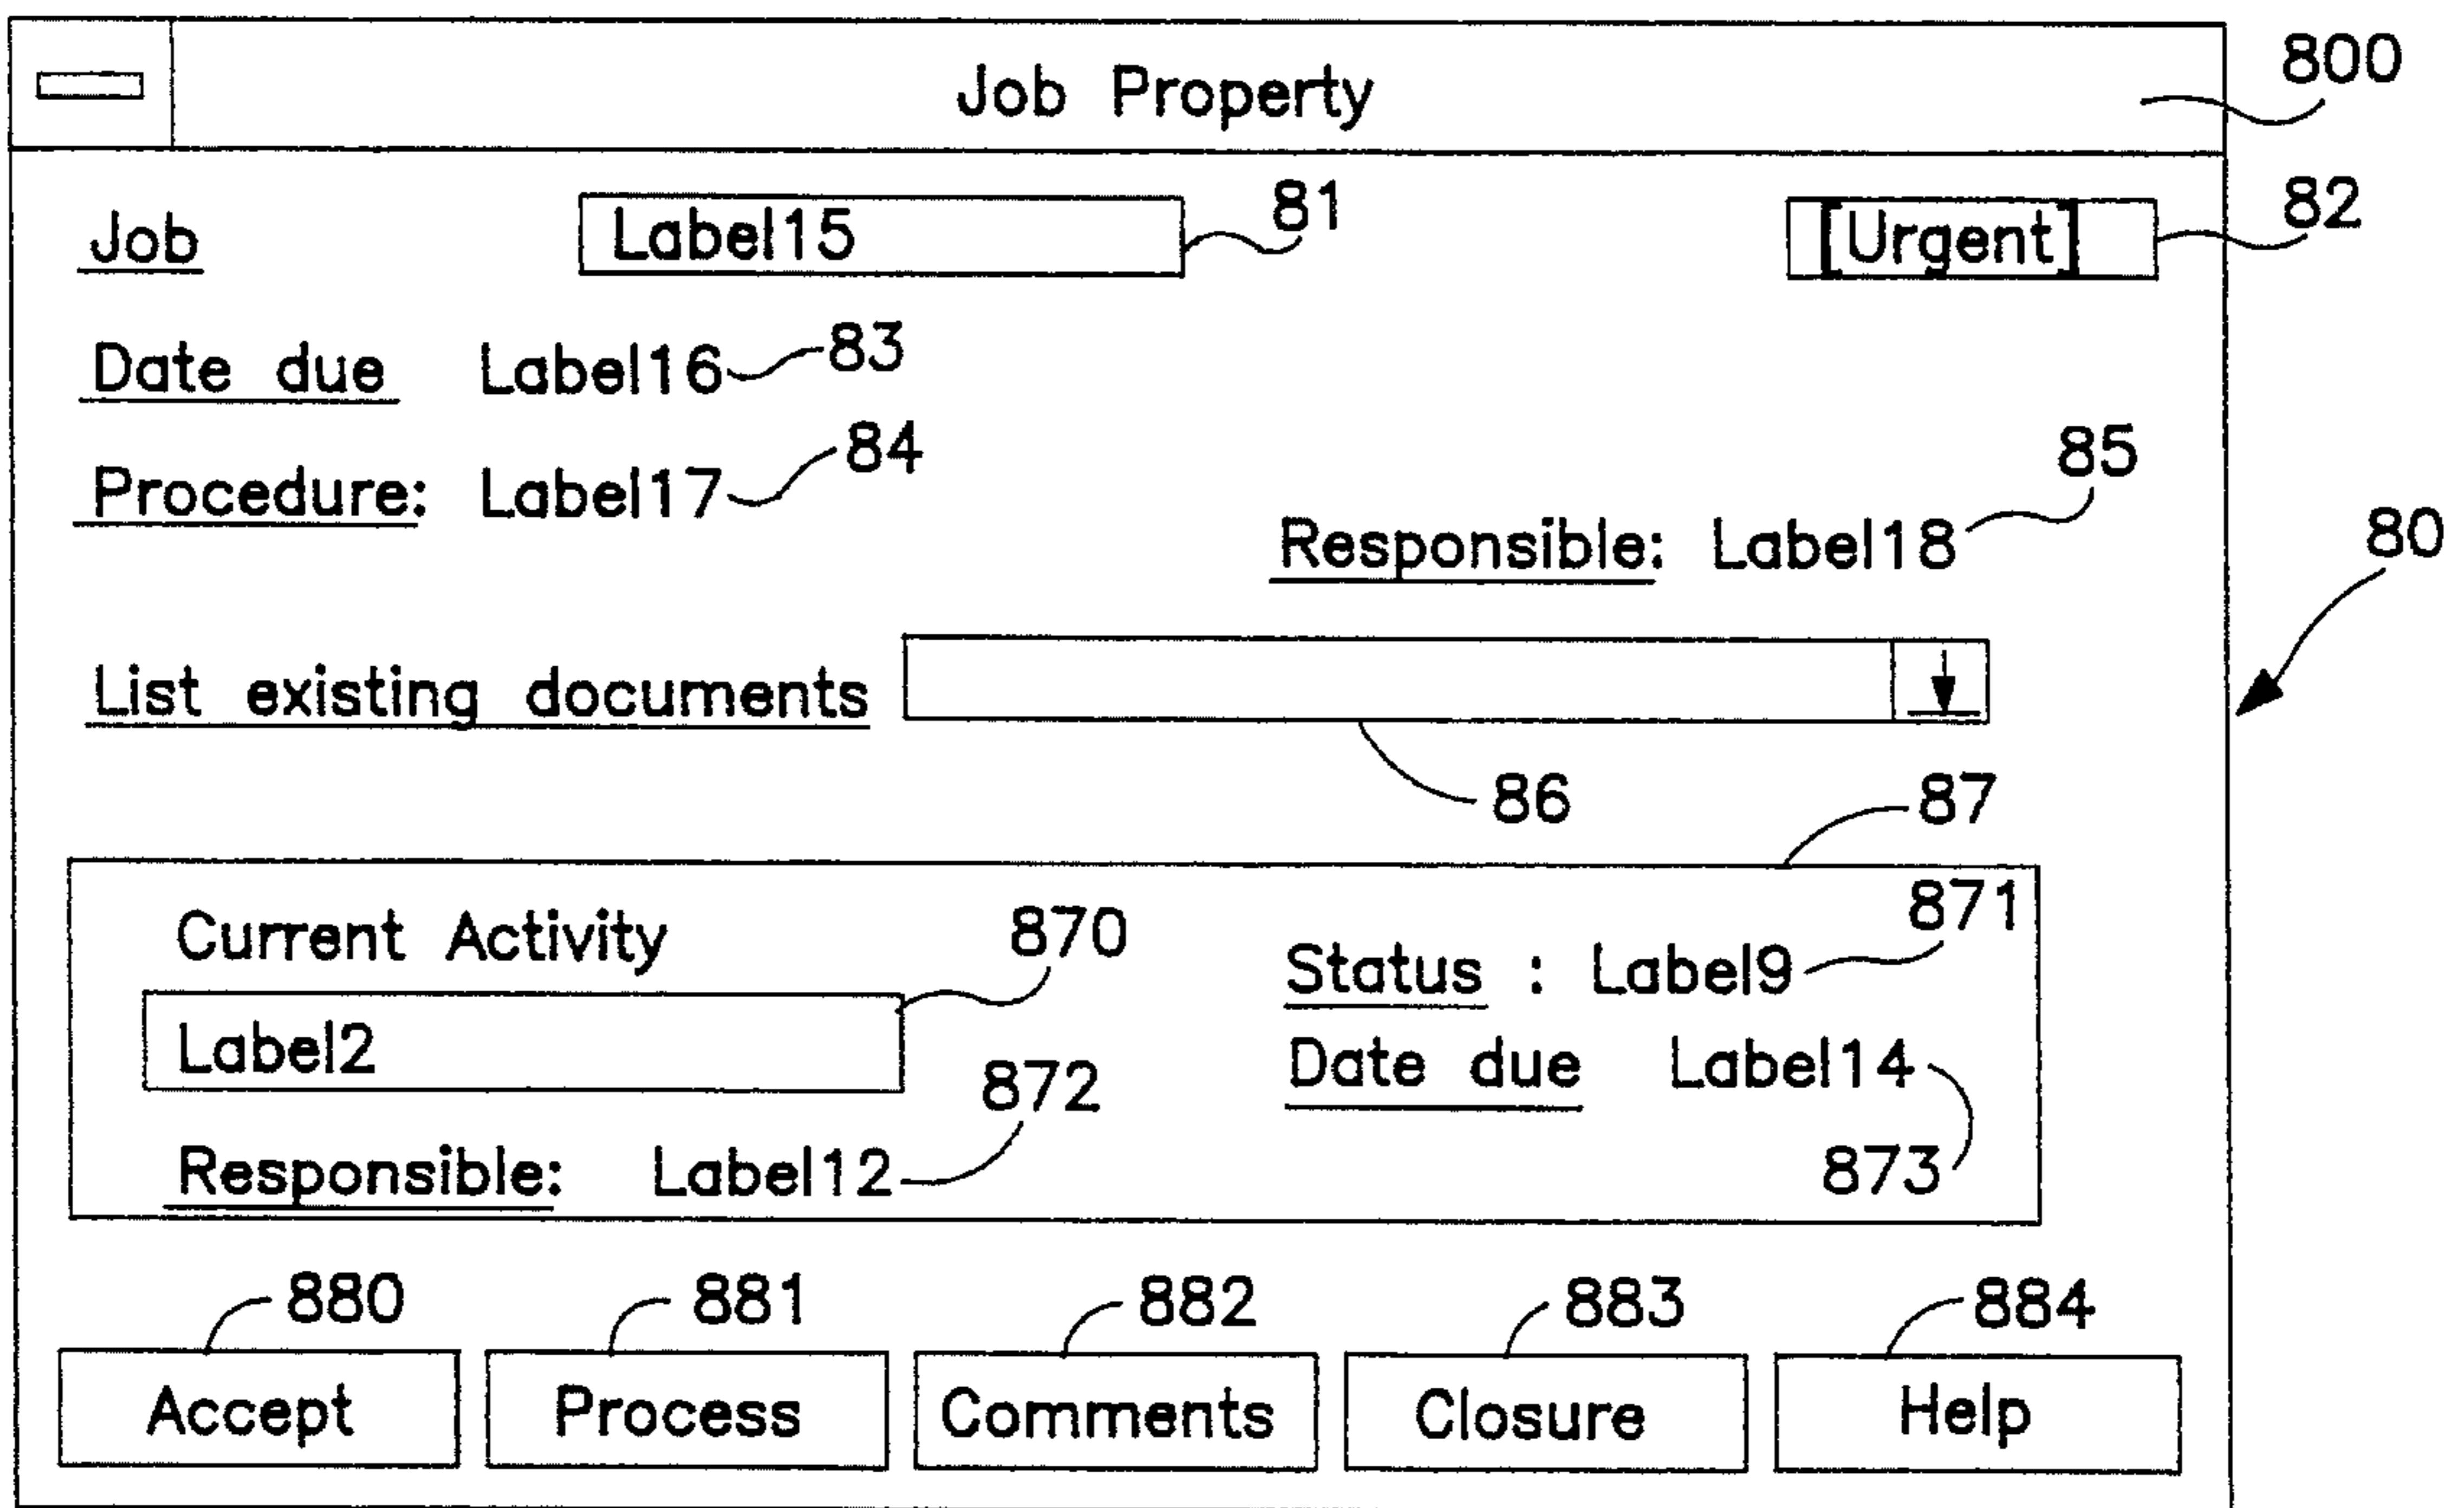 Job Property 800
Job Label15 81 [Urgent] 82
Date due Label16 83
Procedure: Label17 84
Responsible: Label18 85
80
List existing documents
86
87
Current Activity 870
Status : Label9 871
Label2
Date due Label14 873
Responsible: Label12 872
880 881 882 883 884
Accept Process Comments Closure Help